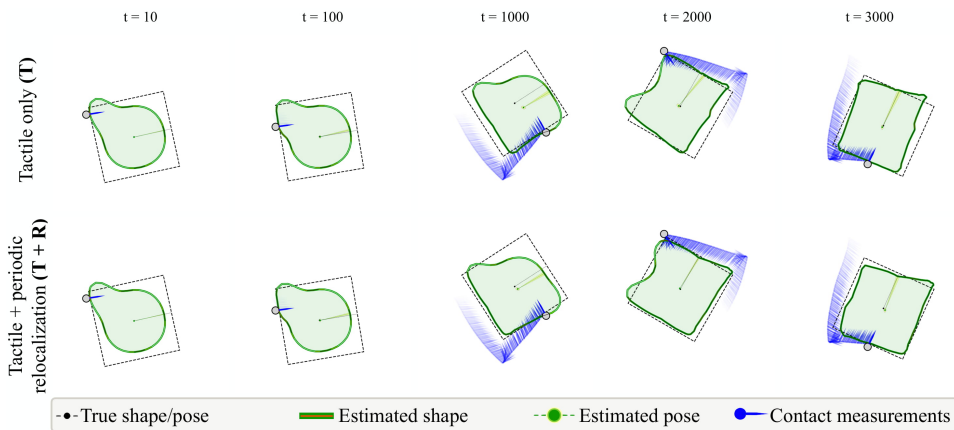 t = 10 t = 100 t = 1000 t = 2000 t = 3000
Tactile only (T)
Tactile + periodic
relocalization (T + R)
True shape/pose Estimated shape Estimated pose Contact measurements